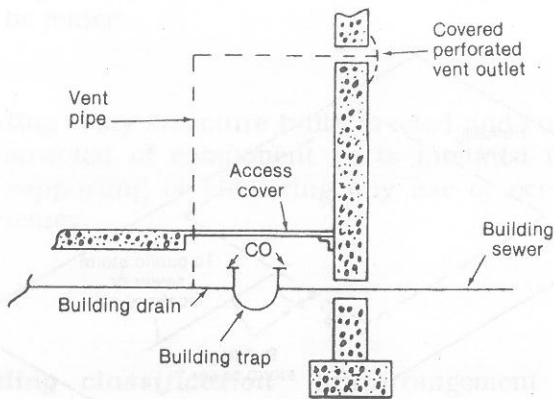 Covered
perforated
vent outlet
Vent
pipe
Access
cover
CO
Building
sewer
Building drain
Building trap